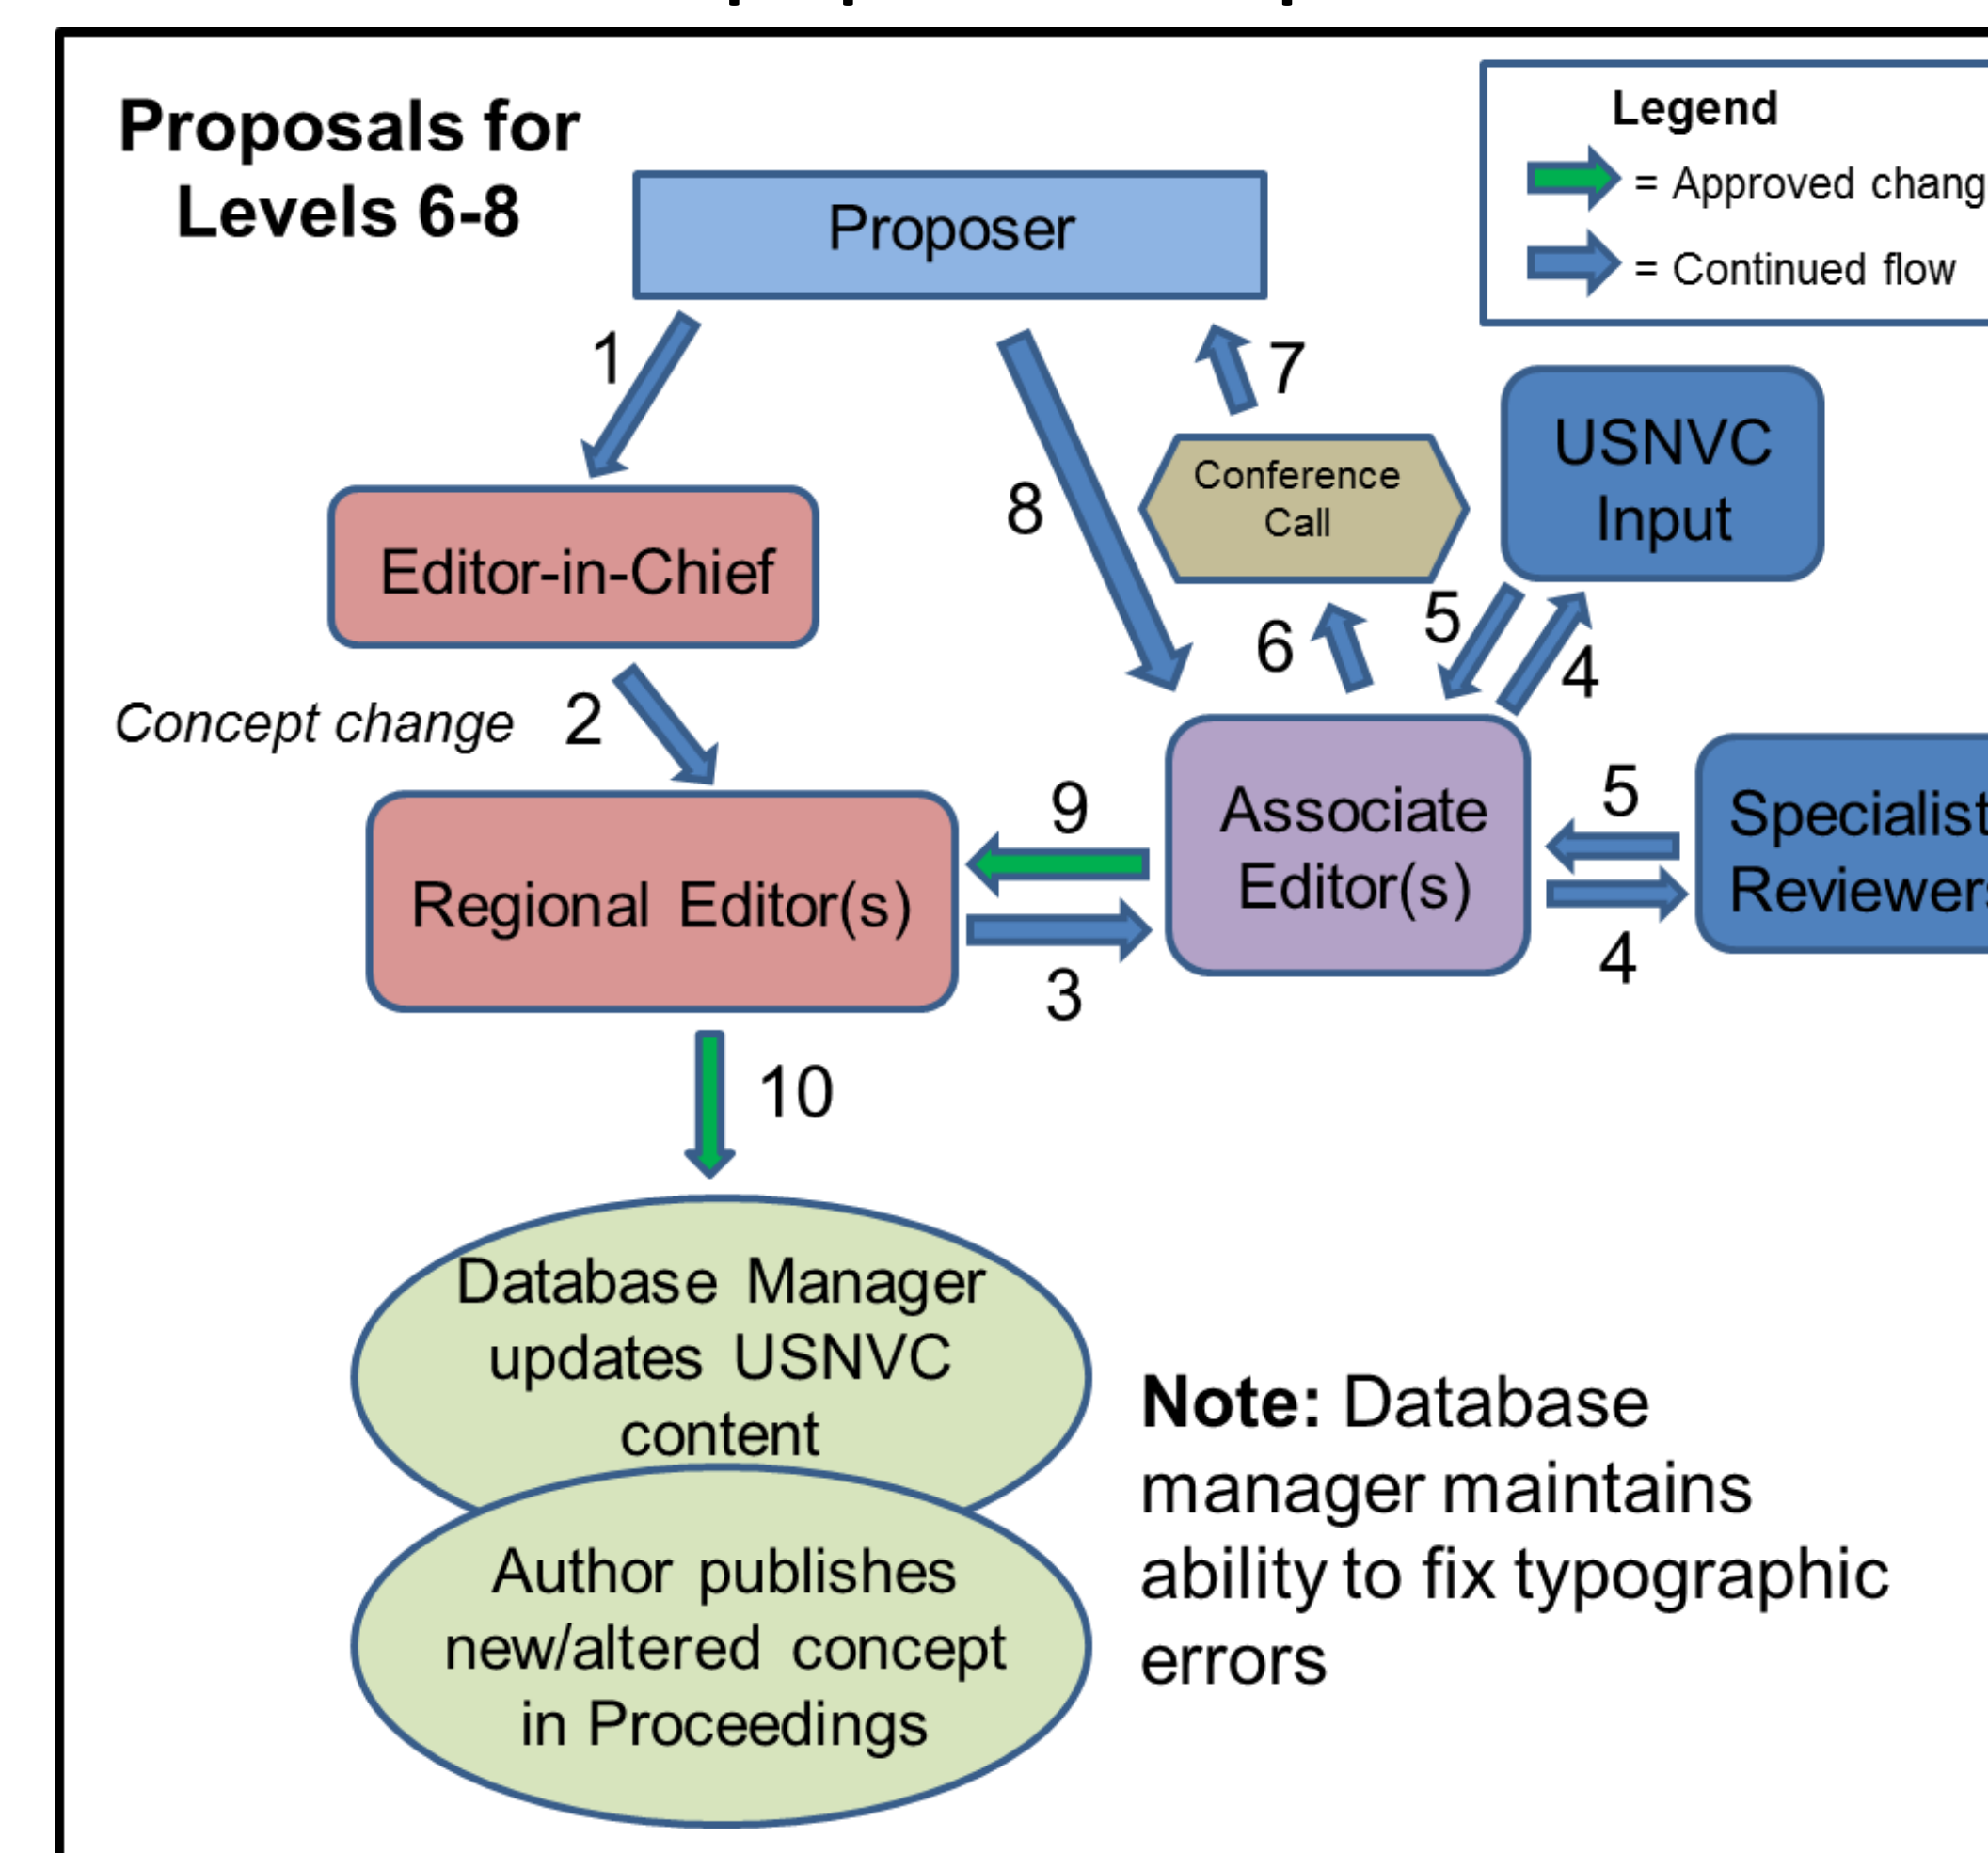 Proposals for
Levels 6-8
Legend
= Approved chang
= Continued flow
Proposer
1
7
8
Conference
Call
USNVC
Input
Editor-in-Chief
6
5
4
Concept change
2
9
Associate
Editor(s)
5
Specialist
Reviewers
Regional Editor(s)
3
4
10
Database Manager
updates USNVC
content
Author publishes
new/altered concept
in Proceedings
Note: Database
manager maintains
ability to fix typographic
errors